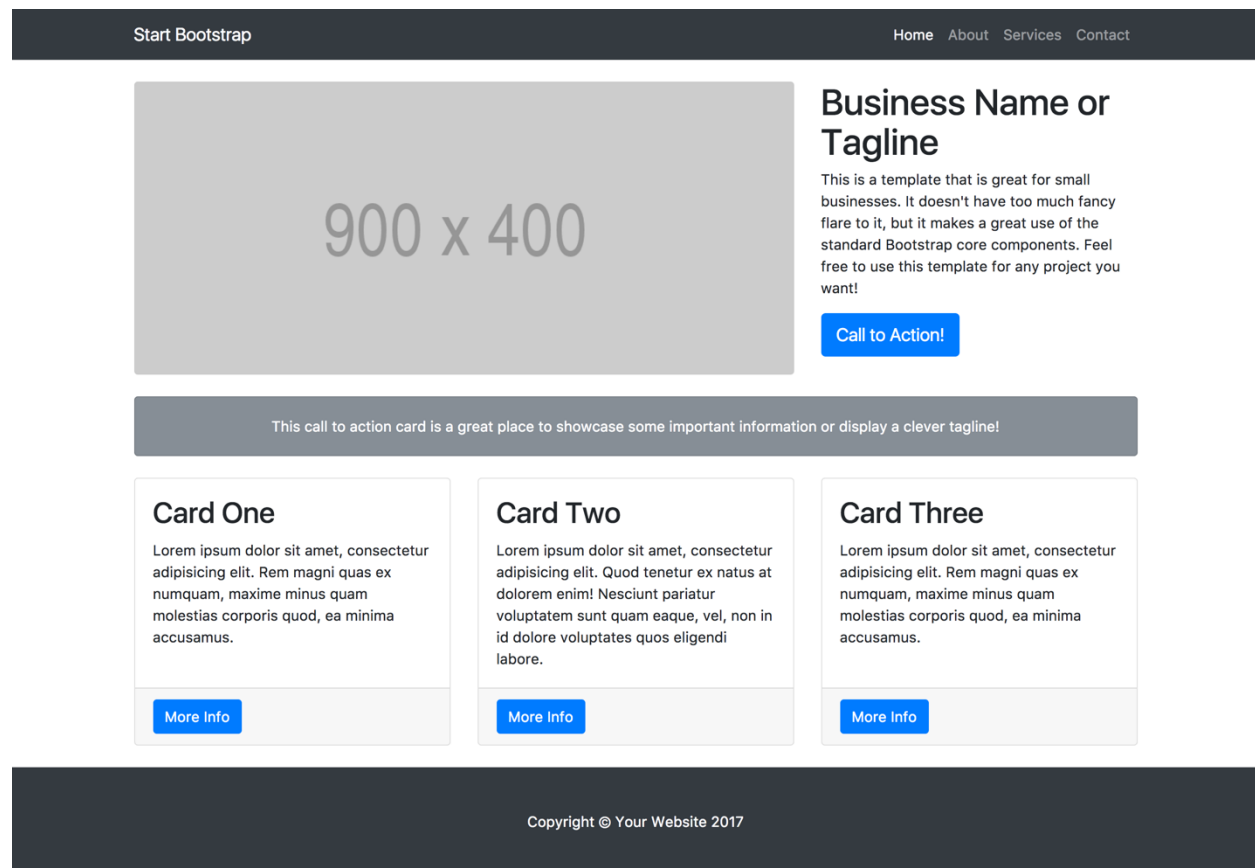 Start Bootstrap
Home About Services Contact
900 x 400
Business Name or
Tagline
This is a template that is great for small
businesses. It doesn't have too much fancy
flare to it, but it makes a great use of the
standard Bootstrap core components. Feel
free to use this template for any project you
want!
Call to Action!
This call to action card is a great place to showcase some important information or display a clever tagline!
Card One
Lorem ipsum dolor sit amet, consectetur
adipisicing elit. Rem magni quas ex
numquam, maxime minus quam
molestias corporis quod, ea minima
accusamus.
More Info
Card Two
Lorem ipsum dolor sit amet, consectetur
adipisicing elit. Quod tenetur ex natus at
dolorem enim! Nesciunt pariatur
voluptatem sunt quam eaque, vel, non in
id dolore voluptates quos eligendi
labore.
More Info
Card Three
Lorem ipsum dolor sit amet, consectetur
adipisicing elit. Rem magni quas ex
numquam, maxime minus quam
molestias corporis quod, ea minima
accusamus.
More Info
Copyright © Your Website 2017